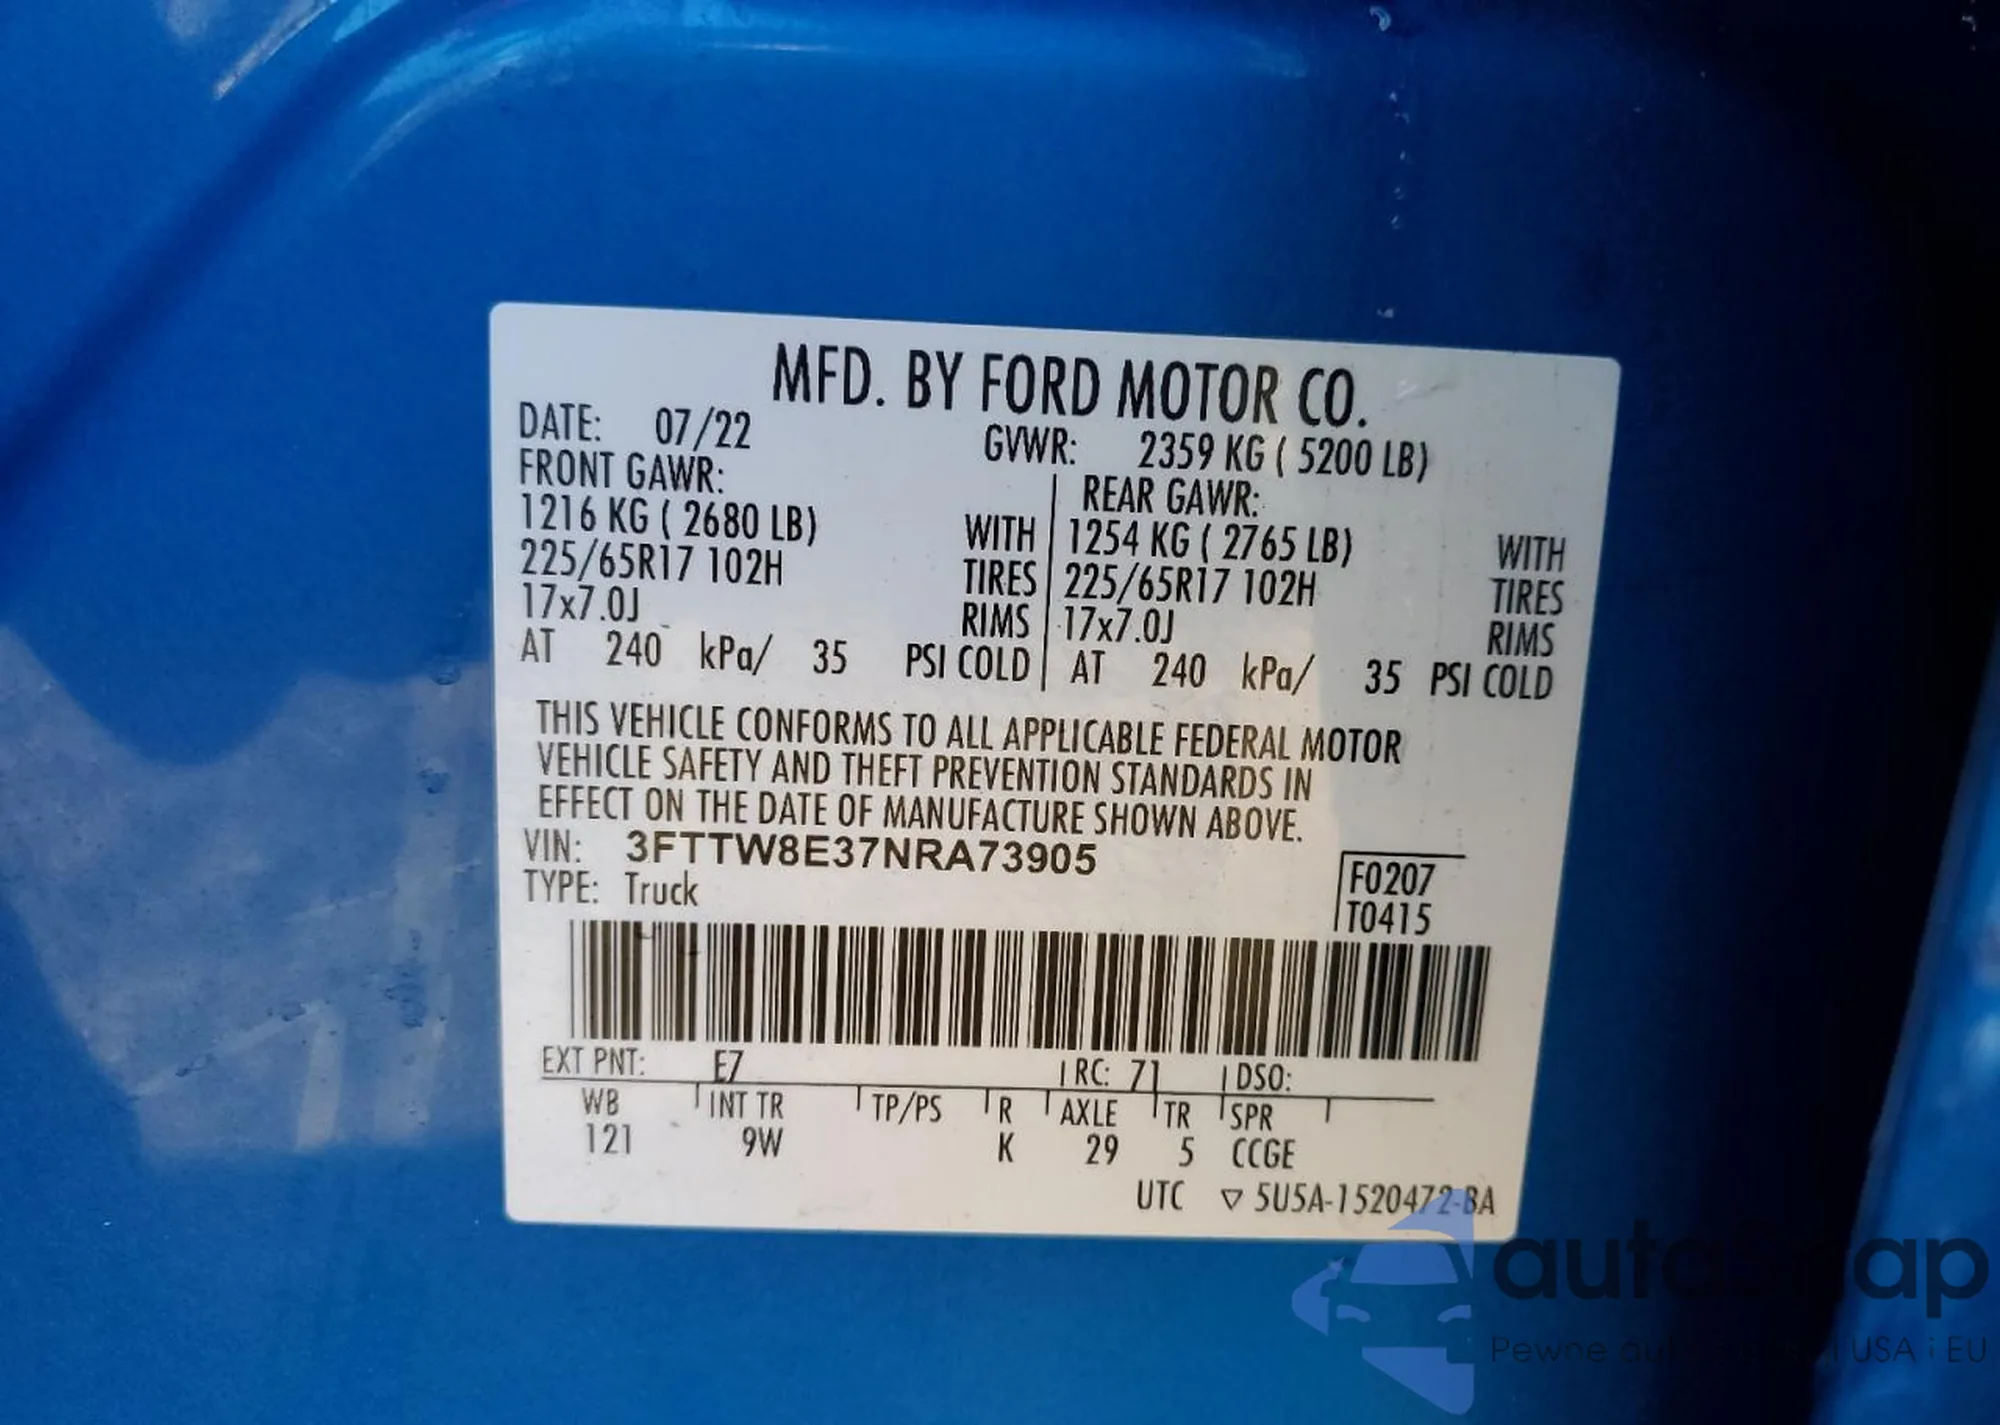 MFD. BY FORD MOTOR CO.
DATE: 07/22 GVWR: 2359 KG ( 5200 LB)
FRONT GAWR: REAR GAWR:
1216 KG ( 2680 LB) WITH 1254 KG ( 2765 LB) WITH
225/65R17 102H TIRES 225/65R17 102H TIRES
17x7.0J RIMS 17x7.0J RIMS
AT 240 kPa/ 35 PSI COLD AT 240 kPa/ 35 PSI COLD
THIS VEHICLE CONFORMS TO ALL APPLICABLE FEDERAL MOTOR
VEHICLE SAFETY AND THEFT PREVENTION STANDARDS IN
EFFECT ON THE DATE OF MANUFACTURE SHOWN ABOVE.
VIN: 3FTTW8E37NRA73905
TYPE: Truck
F0207
T0415
EXT PNT: E7 RC: 71 DSO:
WB INT TR TP/PS R AXLE TR SPR
121 9W K 29 5 CCGE
UTC ▽ 5U5A-1520472-BA
Pewne USA i EU